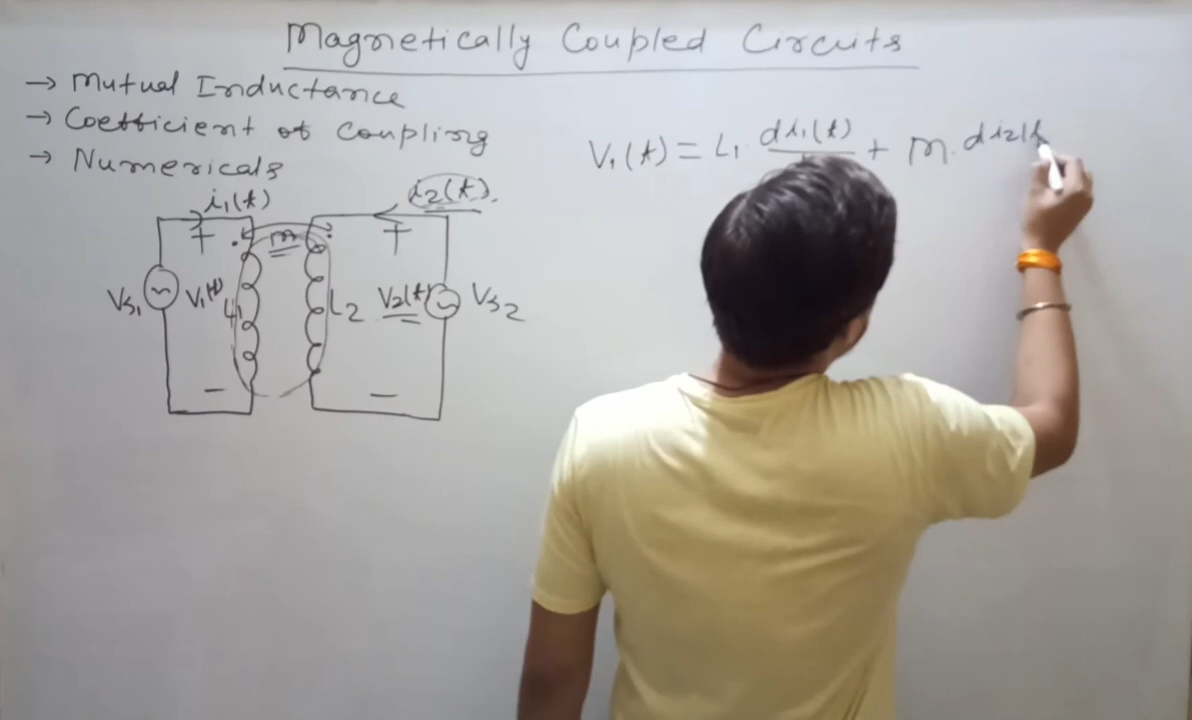 Magnetically Coupled Circuits
→ Mutual Inductance
→ Coefficient of Coupling
→ Numericals
V₁(t) = L₁ · di₁(t) + M · di₂(t
i₁(t)
i₂(t).
+ M +
Vs₁ V₁(t) L₁ L₂ V₂(t) Vs₂
− −